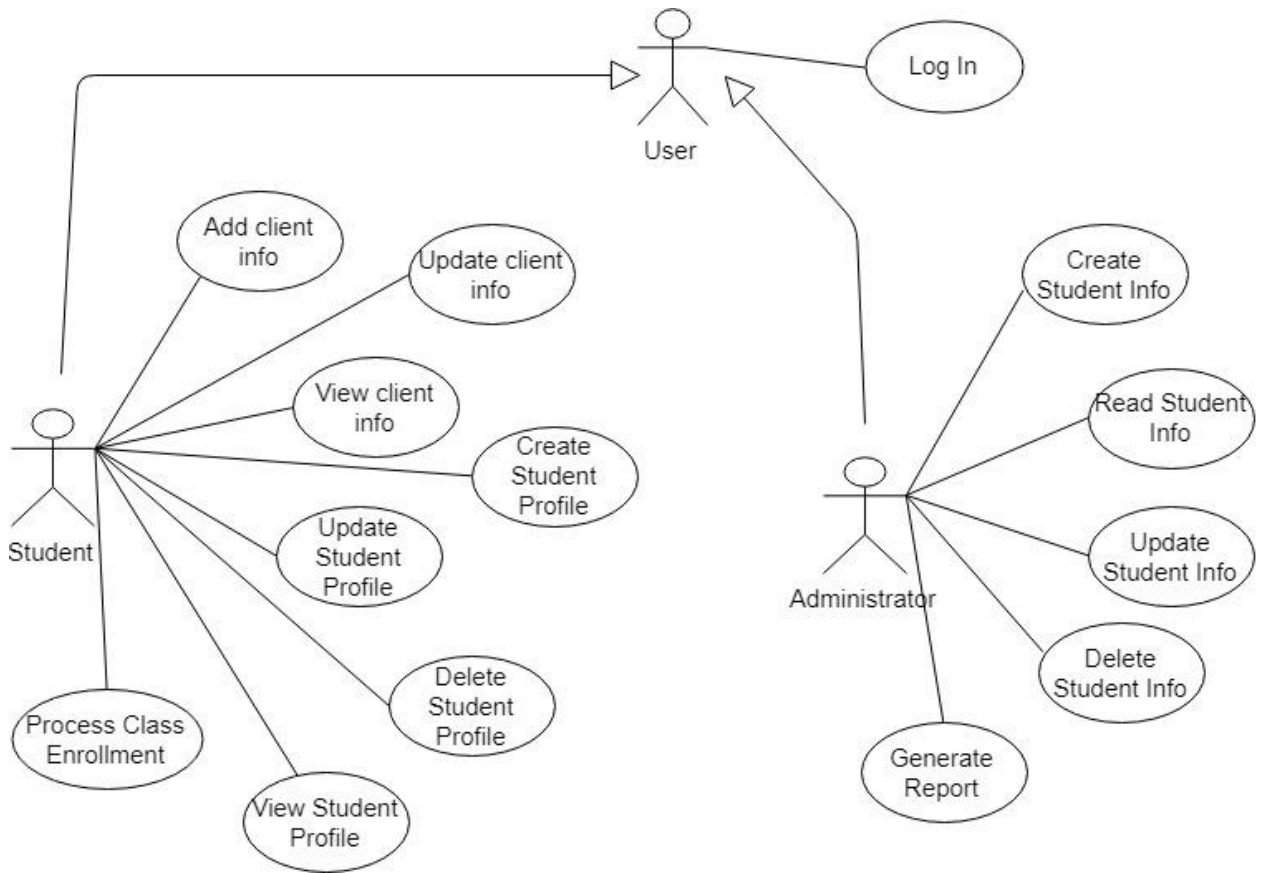 Log In
User
Add client
info
Update client
info
Create
Student Info
View client
info
Read Student
Info
Create
Student
Profile
Student
Update
Student
Profile
Update
Student Info
Administrator
Delete
Student Info
Delete
Student
Profile
Process Class
Enrollment
Generate
Report
View Student
Profile